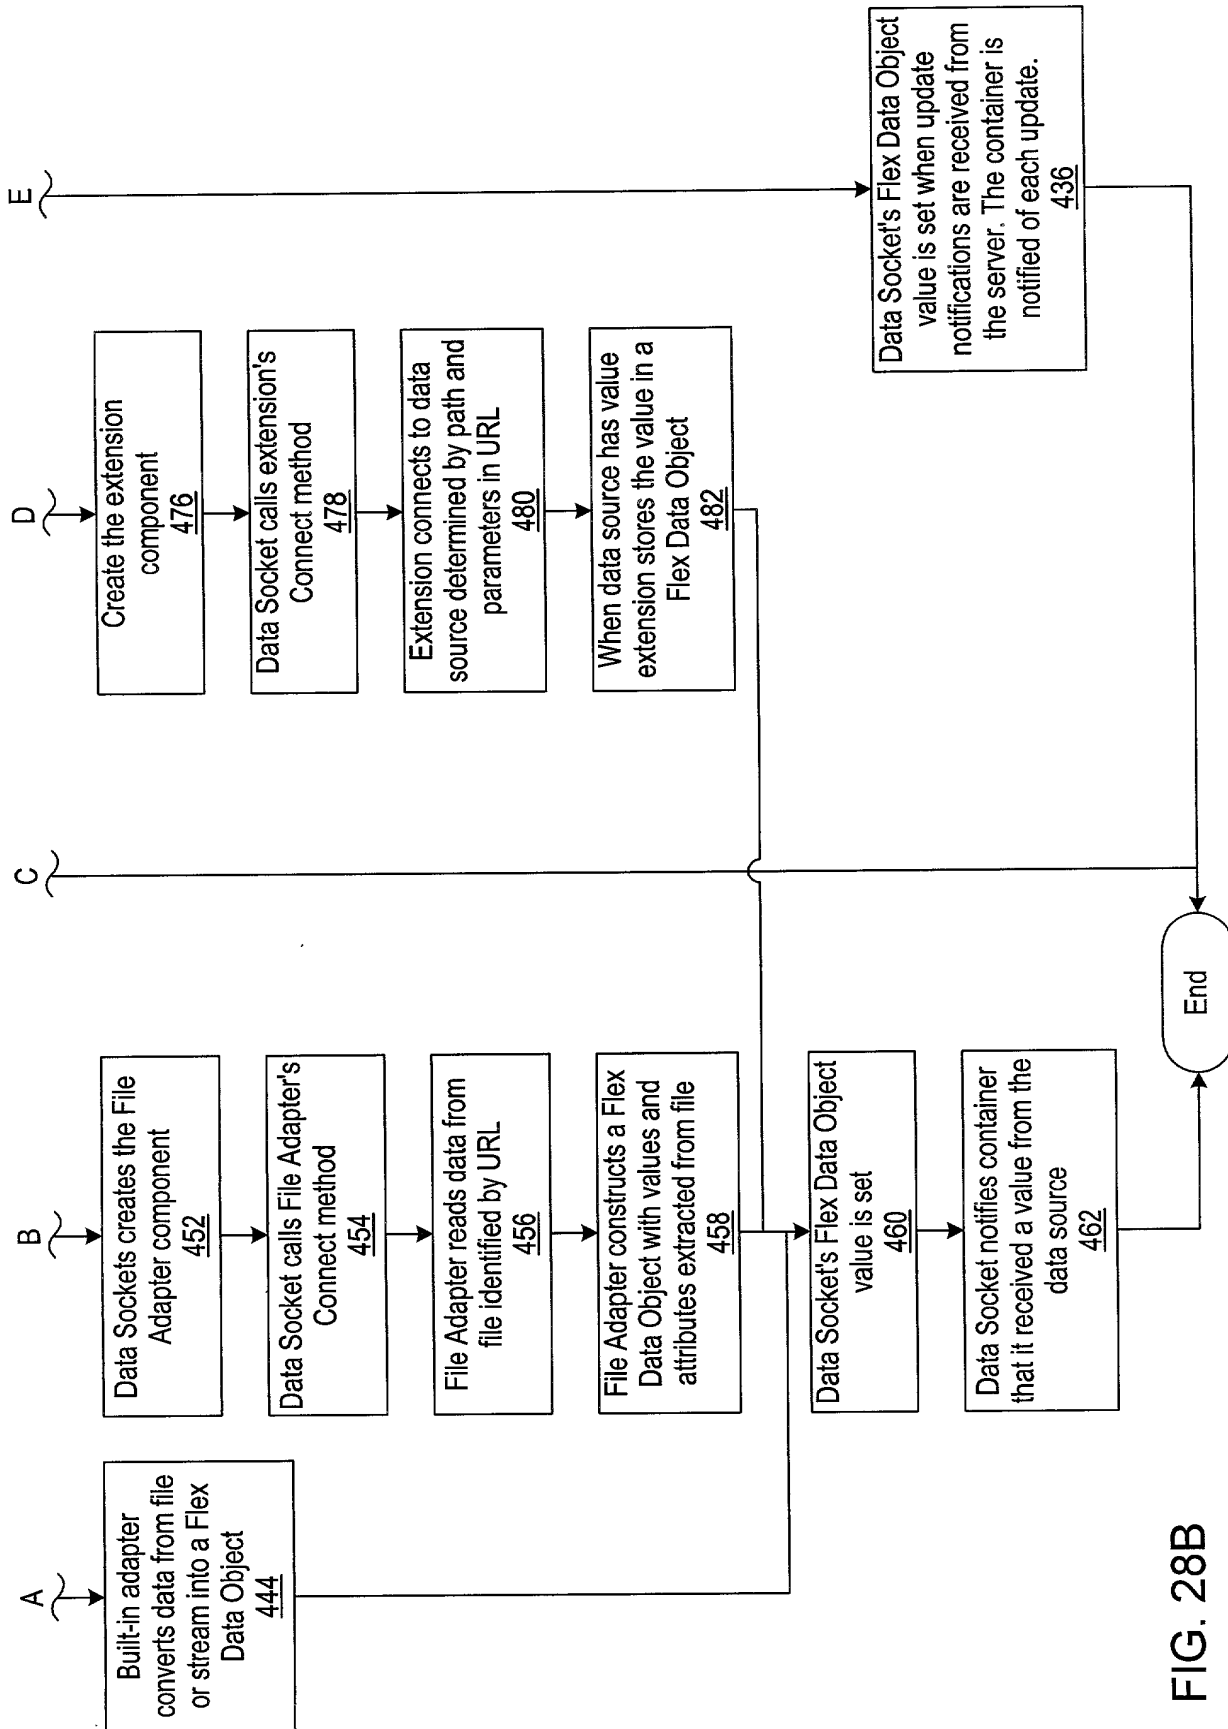 A
Built-in adapter
converts data from file
or stream into a Flex
Data Object
444
B
Data Sockets creates the File
Adapter component
452
Data Socket calls File Adapter's
Connect method
454
File Adapter reads data from
file identified by URL
456
File Adapter constructs a Flex
Data Object with values and
attributes extracted from file
458
Data Socket's Flex Data Object
value is set
460
Data Socket notifies container
that it received a value from the
data source
462
C
End
D
Create the extension
component
476
Data Socket calls extension's
Connect method
478
Extension connects to data
source determined by path and
parameters in URL
480
When data source has value
extension stores the value in a
Flex Data Object
482
E
Data Socket's Flex Data Object
value is set when update
notifications are received from
the server. The container is
notified of each update.
436
FIG. 28B